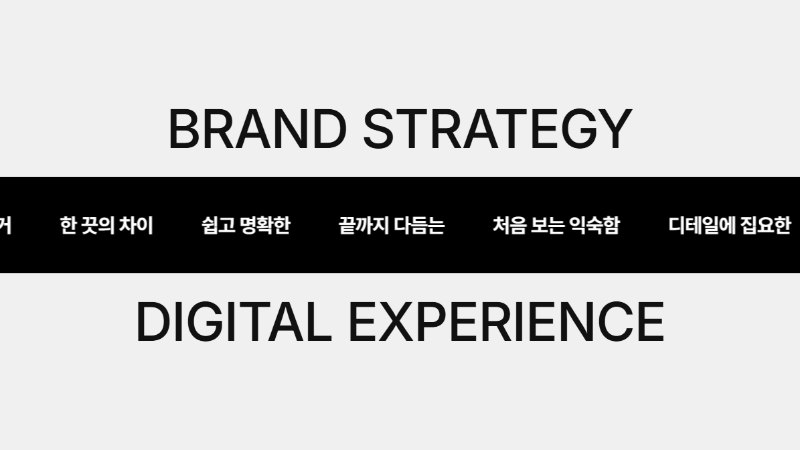 BRAND STRATEGY
거 한 끗의 차이 쉽고 명확한 끝까지 다듬는 처음 보는 익숙함 디테일에 집요한
DIGITAL EXPERIENCE